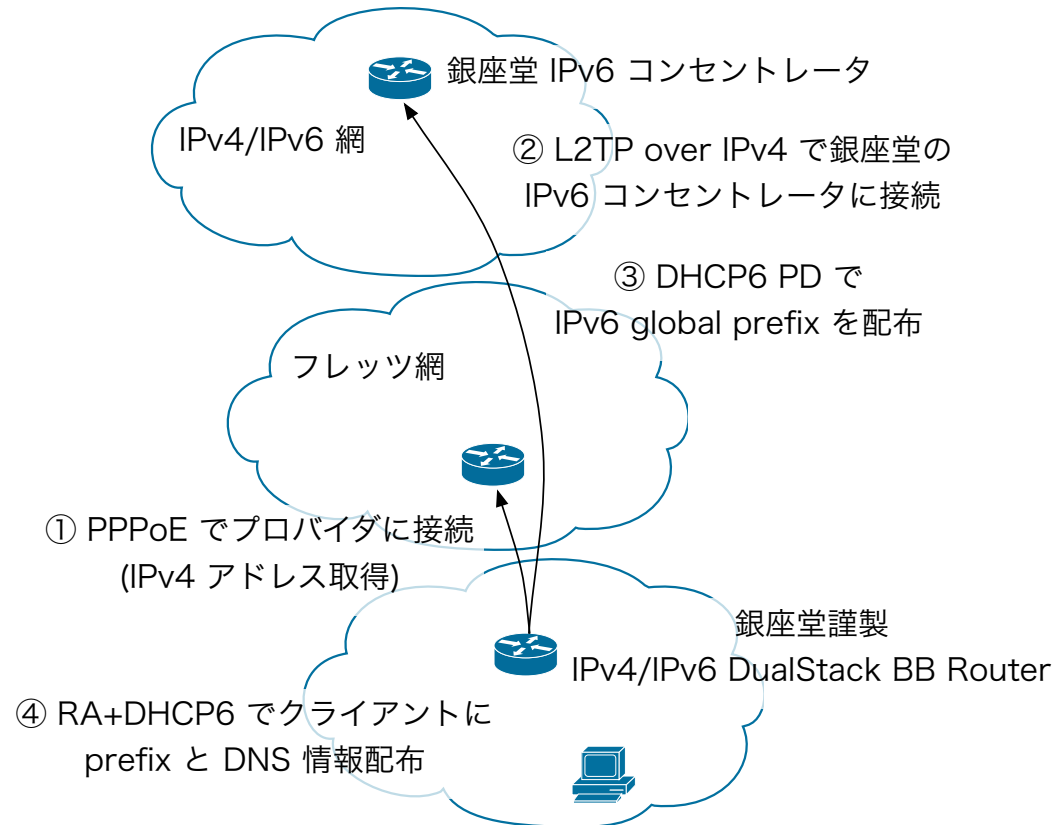 銀座堂 IPv6 コンセントレータ
IPv4/IPv6 網
② L2TP over IPv4 で銀座堂の
IPv6 コンセントレータに接続
③ DHCP6 PD で
IPv6 global prefix を配布
フレッツ網
① PPPoE でプロバイダに接続
(IPv4 アドレス取得)
銀座堂謹製
IPv4/IPv6 DualStack BB Router
④ RA+DHCP6 でクライアントに
prefix と DNS 情報配布